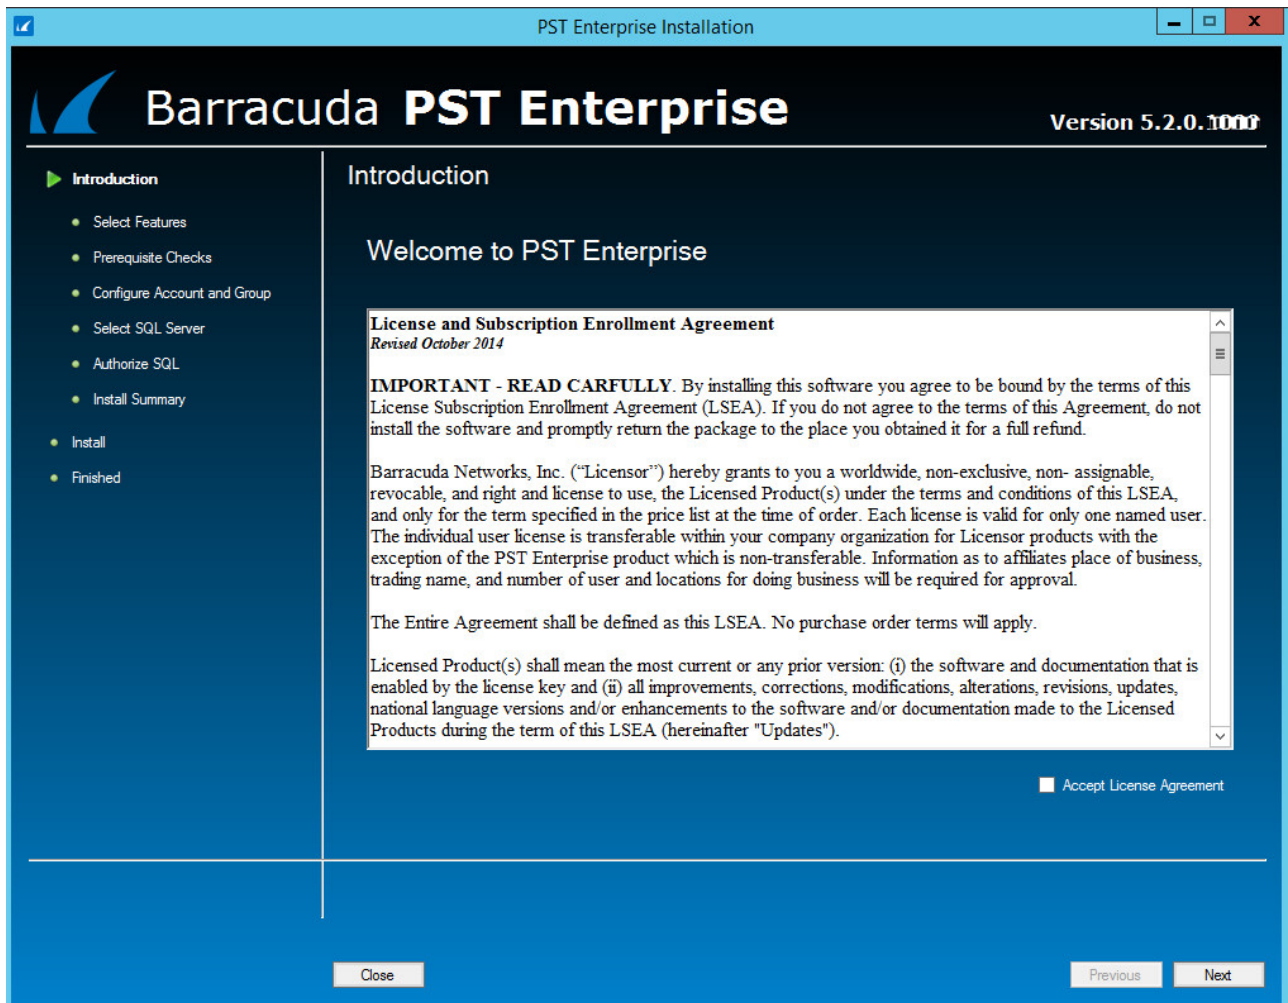 PST Enterprise Installation
Barracuda PST Enterprise
Version 5.2.0.
Introduction
Select Features
Prerequisite Checks
Configure Account and Group
Select SQL Server
Authorize SQL
Install Summary
Install
Finished
Introduction
Welcome to PST Enterprise
License and Subscription Enrollment Agreement
Revised October 2014
IMPORTANT - READ CARFULLY. By installing this software you agree to be bound by the terms of this
License Subscription Enrollment Agreement (LSEA). If you do not agree to the terms of this Agreement, do not
install the software and promptly return the package to the place you obtained it for a full refund.
Barracuda Networks, Inc. (“Licensor”) hereby grants to you a worldwide, non-exclusive, non- assignable,
revocable, and right and license to use, the Licensed Product(s) under the terms and conditions of this LSEA,
and only for the term specified in the price list at the time of order. Each license is valid for only one named user.
The individual user license is transferable within your company organization for Licensor products with the
exception of the PST Enterprise product which is non-transferable. Information as to affiliates place of business,
trading name, and number of user and locations for doing business will be required for approval.
The Entire Agreement shall be defined as this LSEA. No purchase order terms will apply.
Licensed Product(s) shall mean the most current or any prior version: (i) the software and documentation that is
enabled by the license key and (ii) all improvements, corrections, modifications, alterations, revisions, updates,
national language versions and/or enhancements to the software and/or documentation made to the Licensed
Products during the term of this LSEA (hereinafter "Updates").
Accept License Agreement
Close
Previous
Next